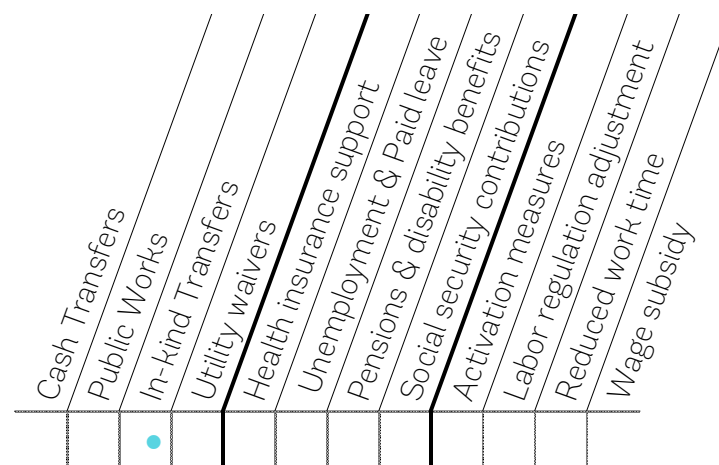 Cash Transfers
Public Works
In-kind Transfers
Utility waivers
Health insurance support
Unemployment & Paid leave
Pensions & disability benefits
Social security contributions
Activation measures
Labor regulation adjustment
Reduced work time
Wage subsidy